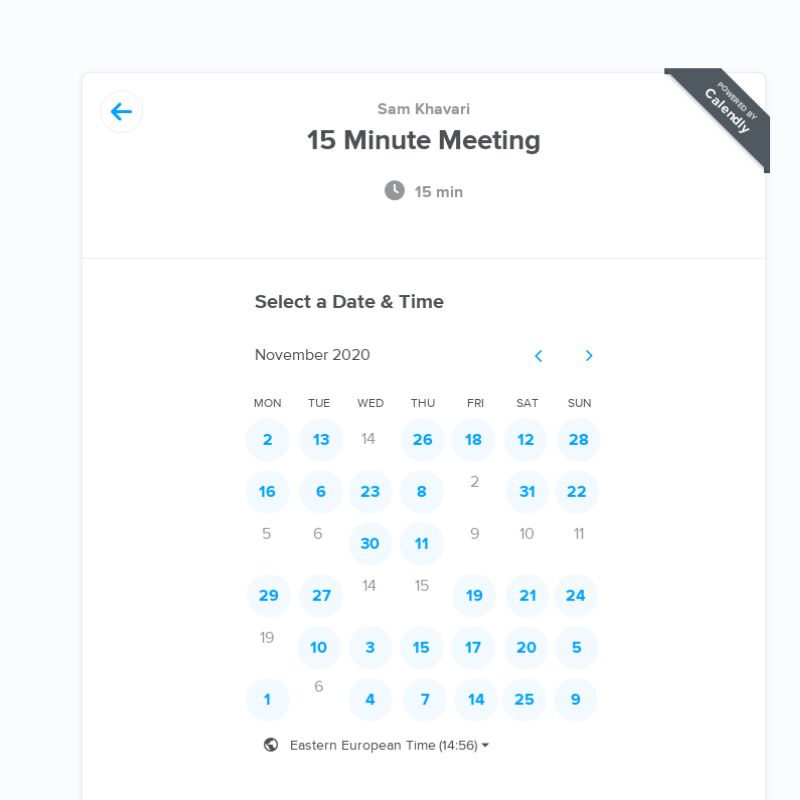 POWERED BY
Calendly
Sam Khavari
15 Minute Meeting
15 min
Select a Date & Time
November 2020
MON TUE WED THU FRI SAT SUN
2 13 14 26 18 12 28
16 6 23 8 2 31 22
5 6 30 11 9 10 11
29 27 14 15 19 21 24
19 10 3 15 17 20 5
1 6 4 7 14 25 9
Eastern European Time (14:56)